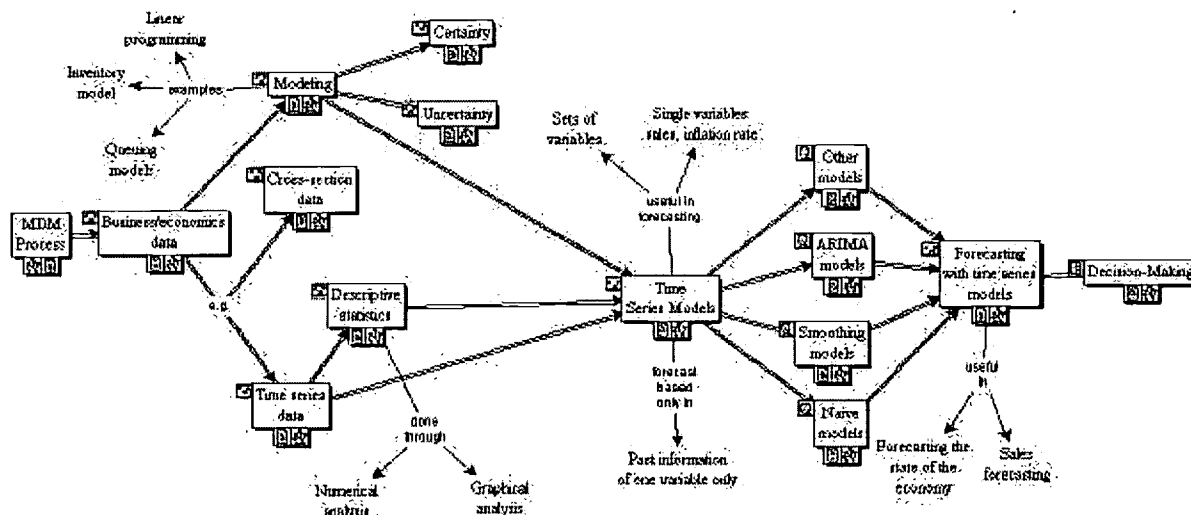 Linear
programming
Inventory
model
examples
Queuing
models
Modeling
Certainty
Uncertainty
Cross-section
data
MDM
Process
Business/economics
data
e.g.
Descriptive
statistics
Time series
data
done
through
Numerical
analysis
Graphical
analysis
Sets of
variables
Single variables
sales, inflation rate
useful in
forecasting
Time
Series Models
forecast
based
only in
Past information
of one variable only
Other
models
ARIMA
models
Smoothing
models
Naive
models
Forecasting
with time series
models
Decision-Making
useful
in
Forecasting the
state of the
economy
Sales
forecasting